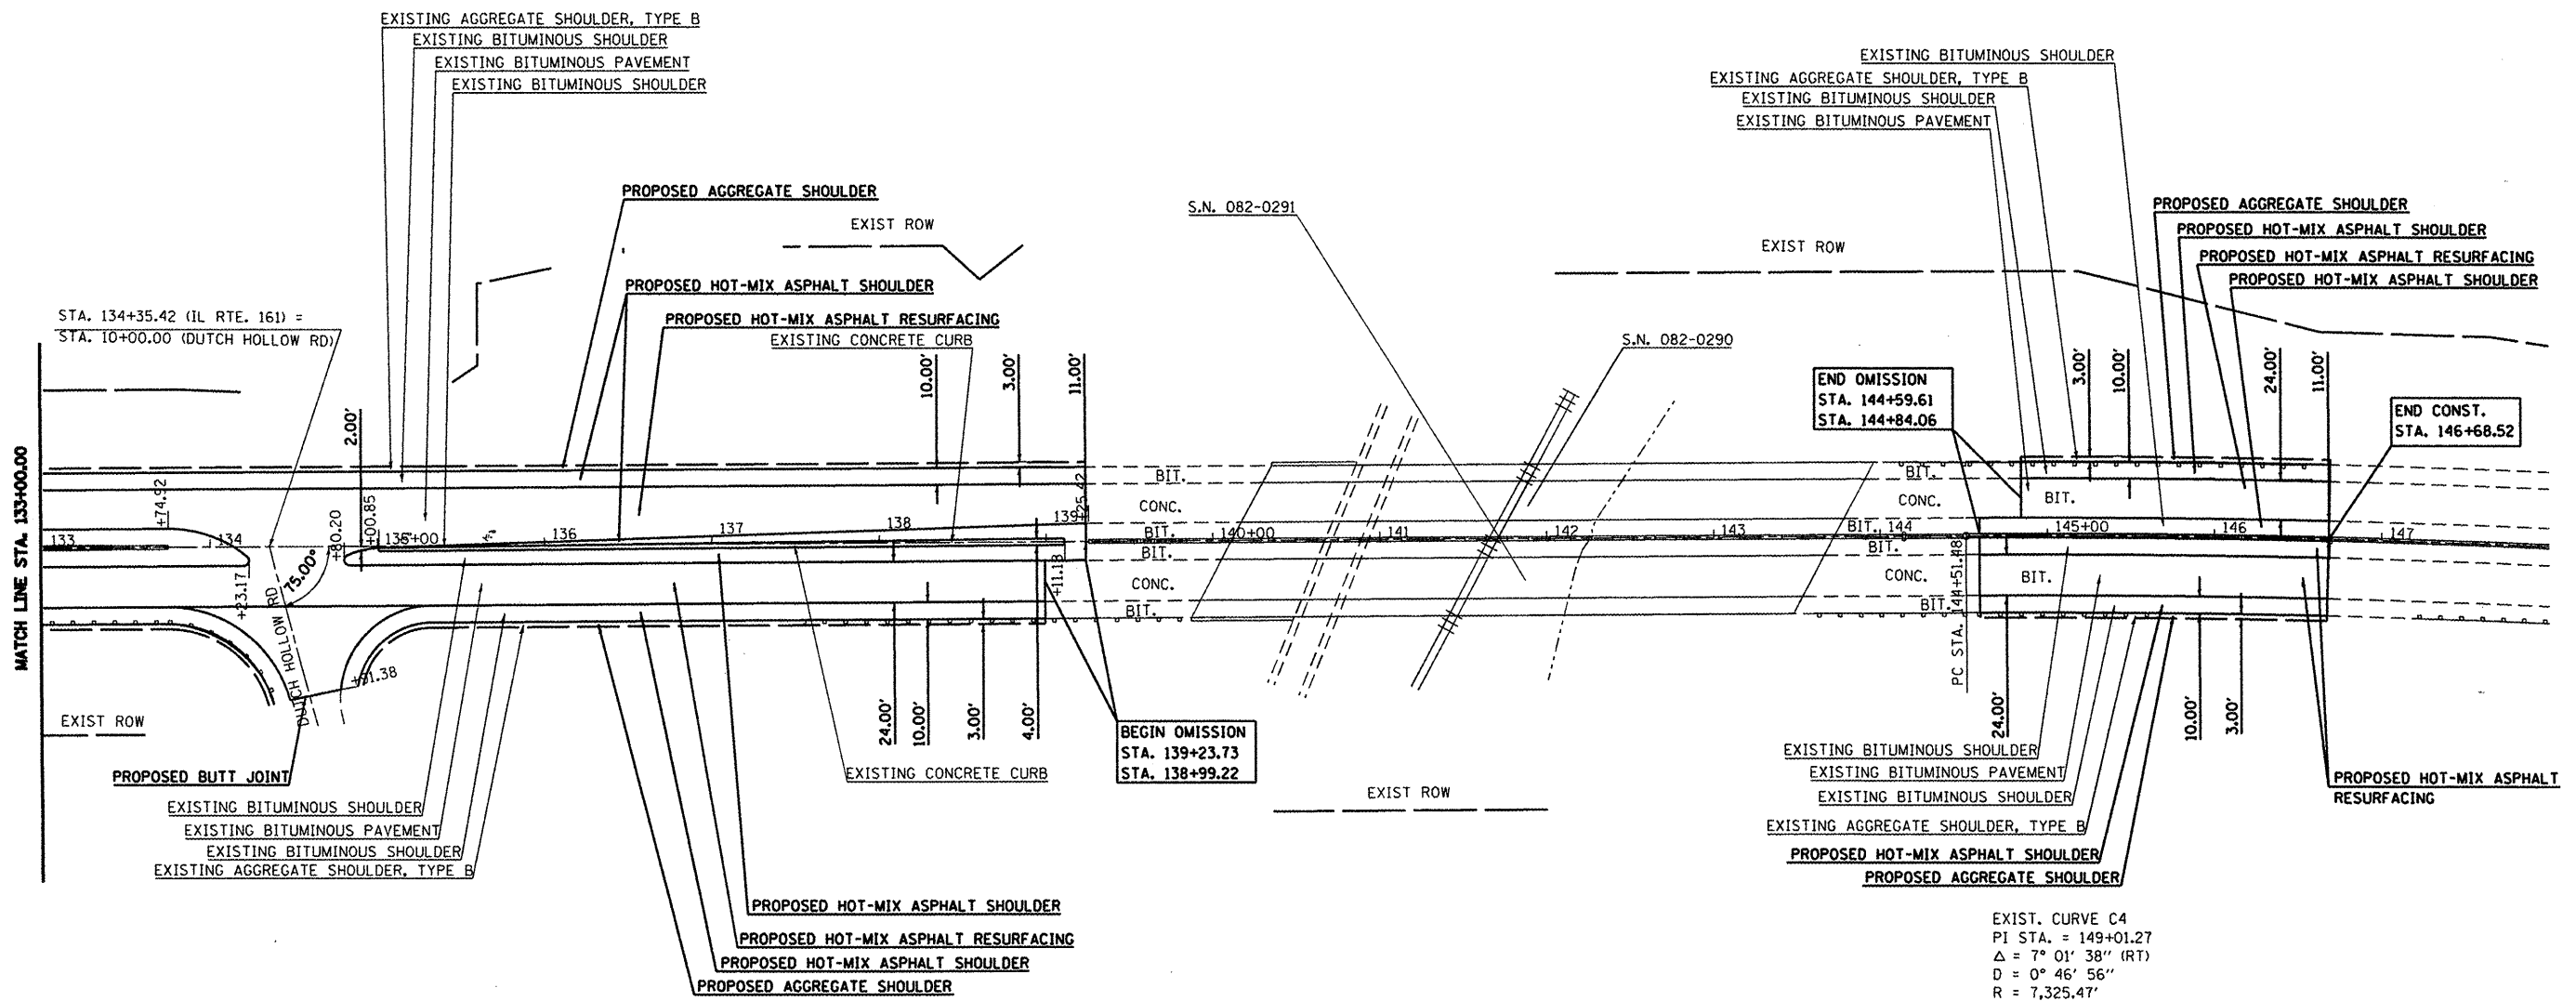 EXISTING AGGREGATE SHOULDER, TYPE B
EXISTING BITUMINOUS SHOULDER
EXISTING BITUMINOUS PAVEMENT
EXISTING BITUMINOUS SHOULDER
EXISTING BITUMINOUS SHOULDER
EXISTING AGGREGATE SHOULDER, TYPE B
EXISTING BITUMINOUS SHOULDER
EXISTING BITUMINOUS PAVEMENT
PROPOSED AGGREGATE SHOULDER
EXIST ROW
PROPOSED HOT-MIX ASPHALT SHOULDER
PROPOSED HOT-MIX ASPHALT RESURFACING
EXISTING CONCRETE CURB
S.N. 082-0291
S.N. 082-0290
EXIST ROW
PROPOSED AGGREGATE SHOULDER
PROPOSED HOT-MIX ASPHALT SHOULDER
PROPOSED HOT-MIX ASPHALT RESURFACING
PROPOSED HOT-MIX ASPHALT SHOULDER
STA. 134+35.42 (IL RTE. 161) =
STA. 10+00.00 (DUTCH HOLLOW RD)
2.00'
10.00'
3.00'
11.00'
END OMISSION
STA. 144+59.61
STA. 144+84.06
3.00'
10.00'
24.00'
11.00'
END CONST.
STA. 146+68.52
MATCH LINE STA. 133+00.00
+74.92
+23.17
+80.20
+00.85
75.00°
DUTCH HOLLOW RD
+91.38
+25.42
+11.18
133
134
135+00
136
137
138
139
140+00
141
142
143
144
145+00
146
147
BIT.
CONC.
BIT.
BIT.
CONC.
BIT.
BIT.
CONC.
BIT.
BIT.
CONC.
BIT.
BIT.
BIT.
PC STA. 144+51.48
EXIST ROW
PROPOSED BUTT JOINT
24.00'
10.00'
3.00'
4.00'
BEGIN OMISSION
STA. 139+23.73
STA. 138+99.22
EXISTING CONCRETE CURB
EXISTING BITUMINOUS SHOULDER
EXISTING BITUMINOUS PAVEMENT
EXISTING BITUMINOUS SHOULDER
EXISTING AGGREGATE SHOULDER, TYPE B
PROPOSED HOT-MIX ASPHALT SHOULDER
PROPOSED HOT-MIX ASPHALT RESURFACING
PROPOSED HOT-MIX ASPHALT SHOULDER
PROPOSED AGGREGATE SHOULDER
EXIST ROW
24.00'
10.00'
3.00'
EXISTING BITUMINOUS SHOULDER
EXISTING BITUMINOUS PAVEMENT
EXISTING BITUMINOUS SHOULDER
EXISTING AGGREGATE SHOULDER, TYPE B
PROPOSED HOT-MIX ASPHALT SHOULDER
PROPOSED AGGREGATE SHOULDER
PROPOSED HOT-MIX ASPHALT
RESURFACING
EXIST. CURVE C4
PI STA. = 149+01.27
Δ = 7° 01' 38" (RT)
D = 0° 46' 56"
R = 7,325.47'